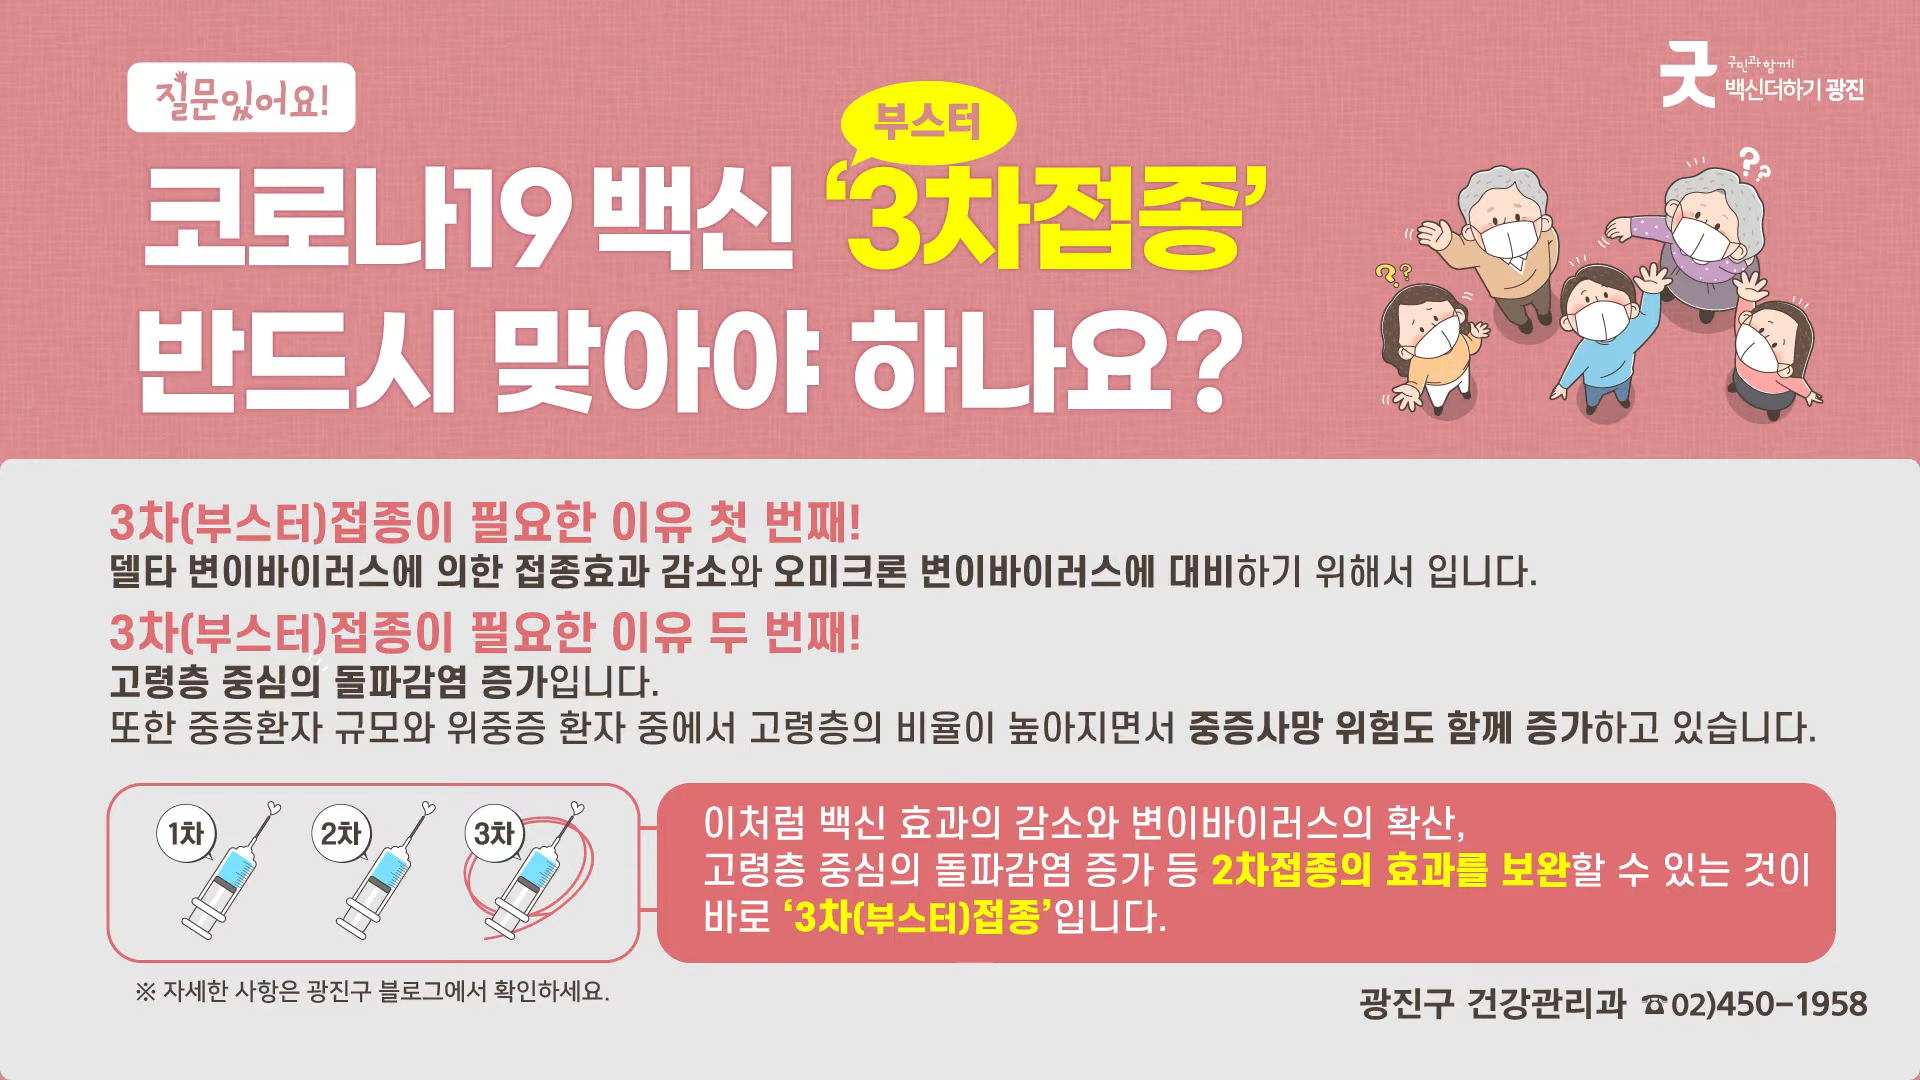 질문있어요!
굿 구민과 함께
백신더하기 광진
부스터
코로나19 백신 ‘3차접종’
반드시 맞아야 하나요?
??
??
3차(부스터)접종이 필요한 이유 첫 번째!
델타 변이바이러스에 의한 접종효과 감소와 오미크론 변이바이러스에 대비하기 위해서 입니다.
3차(부스터)접종이 필요한 이유 두 번째!
고령층 중심의 돌파감염 증가입니다.
또한 중증환자 규모와 위중증 환자 중에서 고령층의 비율이 높아지면서 중증사망 위험도 함께 증가하고 있습니다.
1차 2차 3차
이처럼 백신 효과의 감소와 변이바이러스의 확산,
고령층 중심의 돌파감염 증가 등 2차접종의 효과를 보완할 수 있는 것이
바로 ‘3차(부스터)접종’입니다.
※ 자세한 사항은 광진구 블로그에서 확인하세요.
광진구 건강관리과 ☎02)450-1958